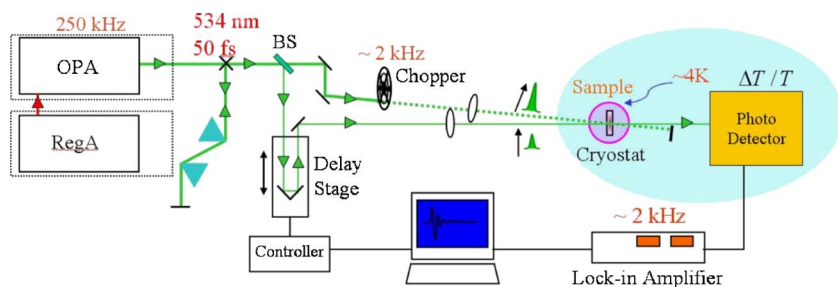 250 kHz
OPA
RegA
534 nm
50 fs
BS
~ 2 kHz
Chopper
Delay
Stage
Controller
Sample
~4K
Cryostat
ΔT / T
Photo
Detector
~ 2 kHz
Lock-in Amplifier